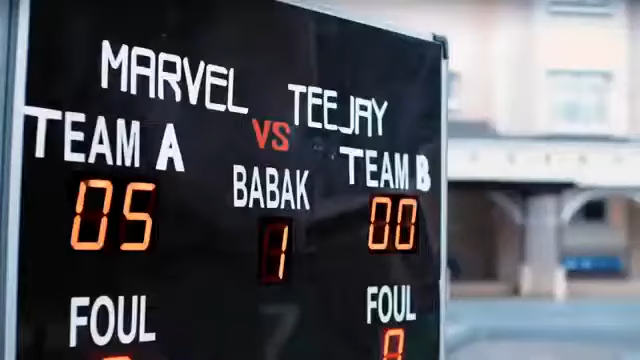 MARVEL VS TEEJAY
TEAM A TEAM B
BABAK
05 1 00
FOUL FOUL